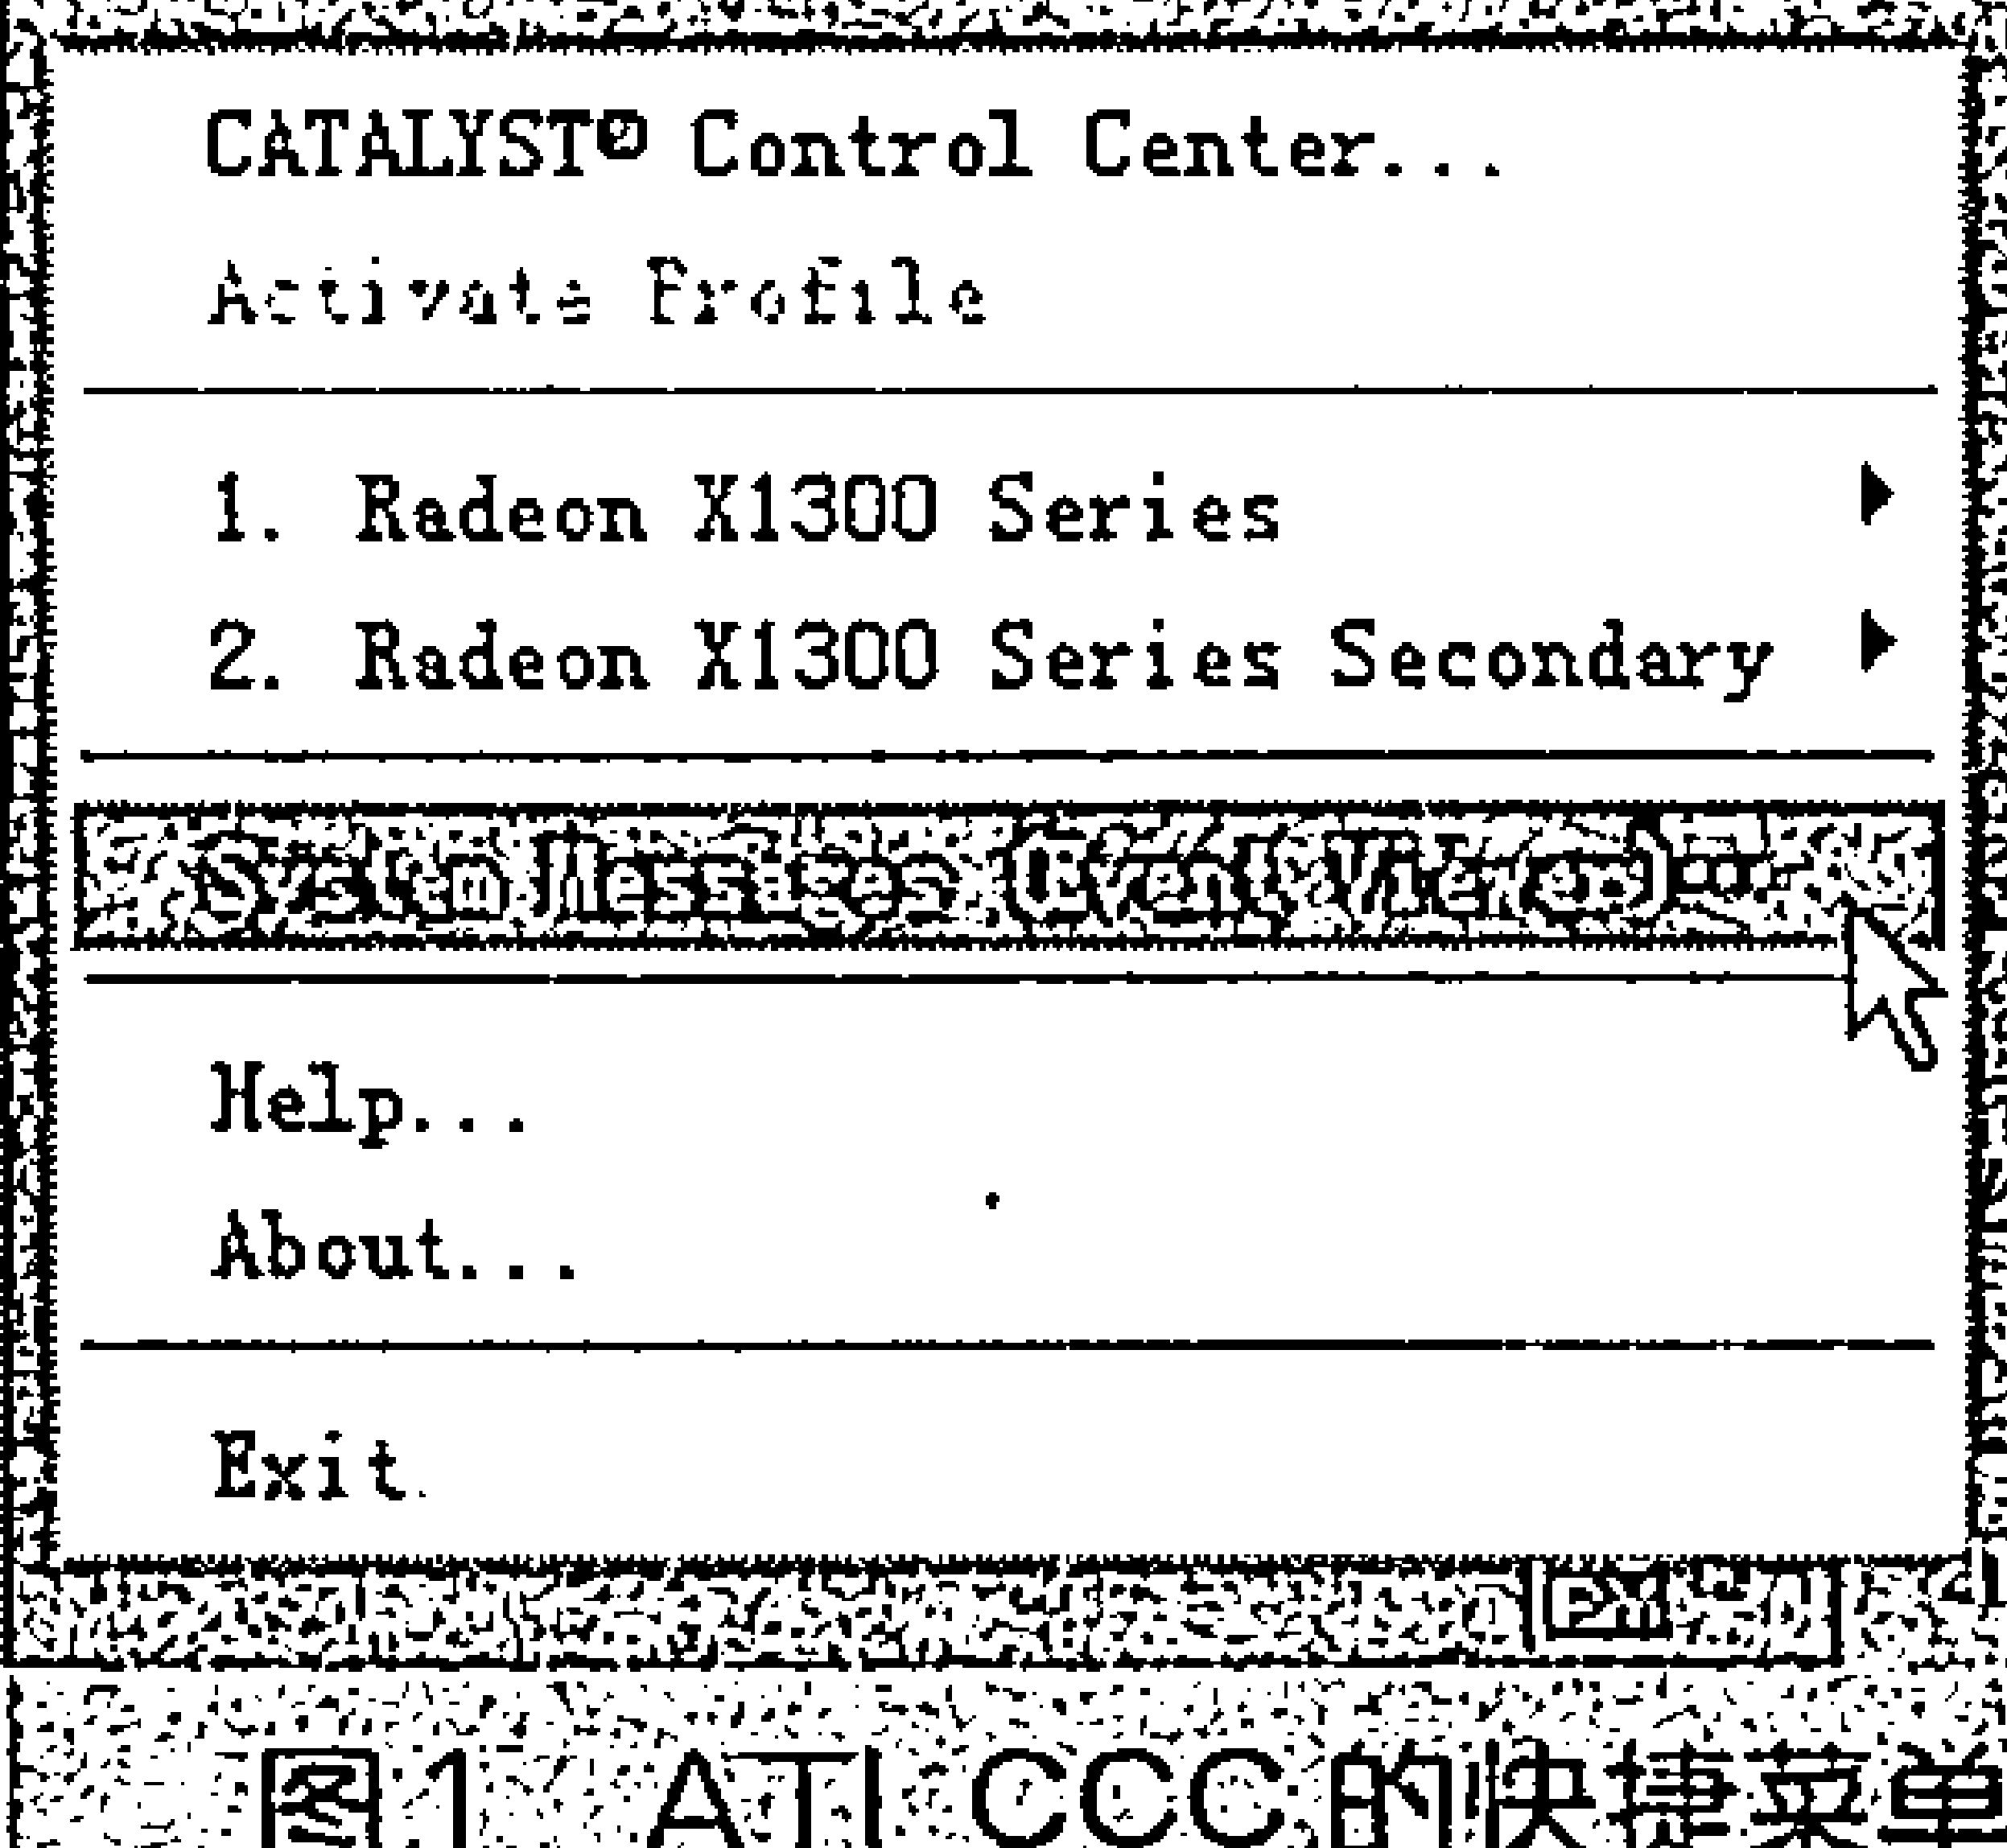 CATALYST® Control Center...
Activate Profile
1. Radeon X1300 Series
2. Radeon X1300 Series Secondary
System Messages (Event Viewer)
Help...
About...
Exit
PM
图1 ATI CCC的快捷菜单